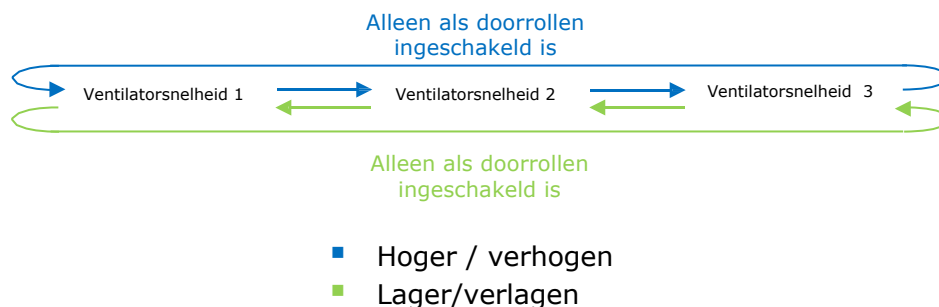 Alleen als doorrollen
ingeschakeld is
Ventilatorsnelheid 1
Ventilatorsnelheid 2
Ventilatorsnelheid 3
Alleen als doorrollen
ingeschakeld is
Hoger / verhogen
Lager/verlagen